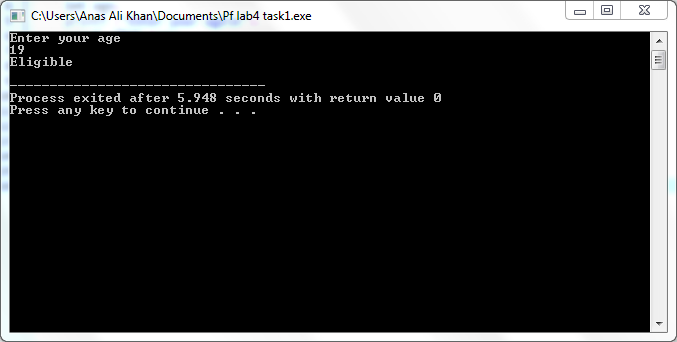 C:\Users\Anas Ali Khan\Documents\Pf lab4 task1.exe
Enter your age
19
Eligible
--------------------------------
Process exited after 5.948 seconds with return value 0
Press any key to continue . . .